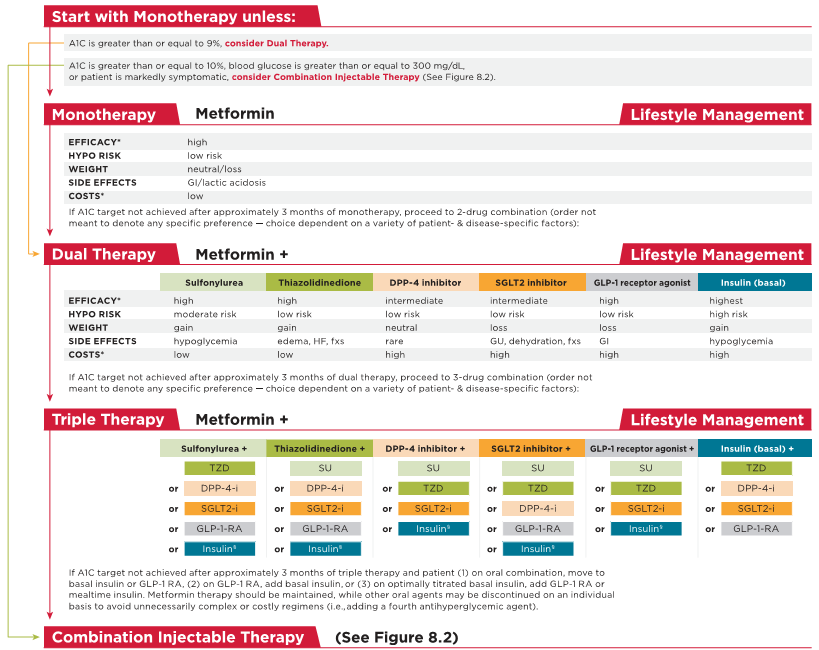 Start with Monotherapy unless:
A1C is greater than or equal to 9%, consider Dual Therapy.
A1C is greater than or equal to 10%, blood glucose is greater than or equal to 300 mg/dL,
or patient is markedly symptomatic, consider Combination Injectable Therapy (See Figure 8.2).
Monotherapy Metformin Lifestyle Management
EFFICACY* high
HYPO RISK low risk
WEIGHT neutral/loss
SIDE EFFECTS GI/lactic acidosis
COSTS* low
If A1C target not achieved after approximately 3 months of monotherapy, proceed to 2-drug combination (order not
meant to denote any specific preference — choice dependent on a variety of patient- & disease-specific factors):
Dual Therapy Metformin + Lifestyle Management
Sulfonylurea Thiazolidinedione DPP-4 inhibitor SGLT2 inhibitor GLP-1 receptor agonist Insulin (basal)
EFFICACY* high high intermediate intermediate high highest
HYPO RISK moderate risk low risk low risk low risk low risk high risk
WEIGHT gain gain neutral loss loss gain
SIDE EFFECTS hypoglycemia edema, HF, fxs rare GU, dehydration, fxs GI hypoglycemia
COSTS* low low high high high high
If A1C target not achieved after approximately 3 months of dual therapy, proceed to 3-drug combination (order not
meant to denote any specific preference — choice dependent on a variety of patient- & disease-specific factors):
Triple Therapy Metformin + Lifestyle Management
Sulfonylurea + Thiazolidinedione + DPP-4 inhibitor + SGLT2 inhibitor + GLP-1 receptor agonist + Insulin (basal) +
TZD SU SU SU SU TZD
or DPP-4-i or DPP-4-i or TZD or TZD or TZD or DPP-4-i
or SGLT2-i or SGLT2-i or SGLT2-i or DPP-4-i or SGLT2-i or SGLT2-i
or GLP-1-RA or GLP-1-RA or Insulin§ or GLP-1-RA or Insulin§ or GLP-1-RA
or Insulin§ or Insulin§ or Insulin§
If A1C target not achieved after approximately 3 months of triple therapy and patient (1) on oral combination, move to
basal insulin or GLP-1 RA, (2) on GLP-1 RA, add basal insulin, or (3) on optimally titrated basal insulin, add GLP-1 RA or
mealtime insulin. Metformin therapy should be maintained, while other oral agents may be discontinued on an individual
basis to avoid unnecessarily complex or costly regimens (i.e., adding a fourth antihyperglycemic agent).
Combination Injectable Therapy (See Figure 8.2)